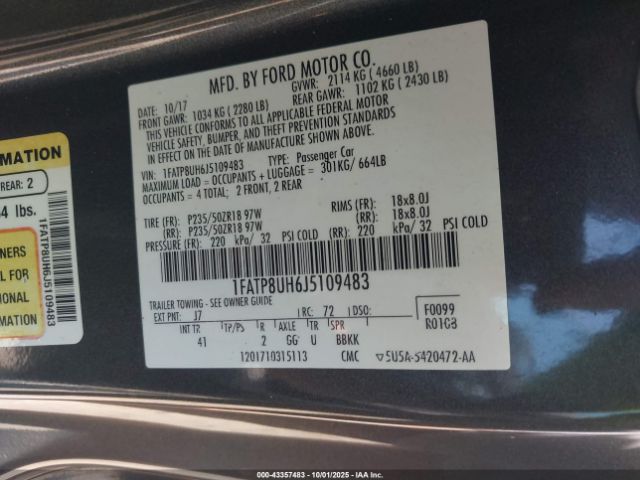 MFD. BY FORD MOTOR CO.
DATE: 10/17 GVWR: 2114 KG ( 4660 LB)
FRONT GAWR: 1034 KG ( 2280 LB) REAR GAWR: 1102 KG ( 2430 LB)
THIS VEHICLE CONFORMS TO ALL APPLICABLE FEDERAL MOTOR
VEHICLE SAFETY, BUMPER, AND THEFT PREVENTION STANDARDS
IN EFFECT ON THE DATE OF MANUFACTURE SHOWN ABOVE.
VIN: 1FATP8UH6J5109483 TYPE: Passenger Car
MAXIMUM LOAD = OCCUPANTS + LUGGAGE = 301KG/ 664LB
OCCUPANTS = 4 TOTAL; 2 FRONT, 2 REAR
TIRE (FR): P235/50ZR18 97W RIMS (FR): 18x8.0J
(RR): P235/50ZR18 97W (RR): 18x8.0J
PRESSURE (FR): 220 kPa/ 32 PSI COLD (RR): 220 kPa/ 32 PSI COLD
1FATP8UH6J5109483
TRAILER TOWING - SEE OWNER GUIDE
EXT PNT: J7 RC: 72 DSO: F0099
R0108
INT TR TP/PS R AXLE TR SPR
41 2 GG U BBKK
1201710315113 CMC 5U5A-5420472-AA
RMATION
REAR: 2
4 lbs.
NERS
L FOR
IONAL
MATION
1FATP8UH6J5109483
000-43357483 - 10/01/2025 - IAA, Inc.